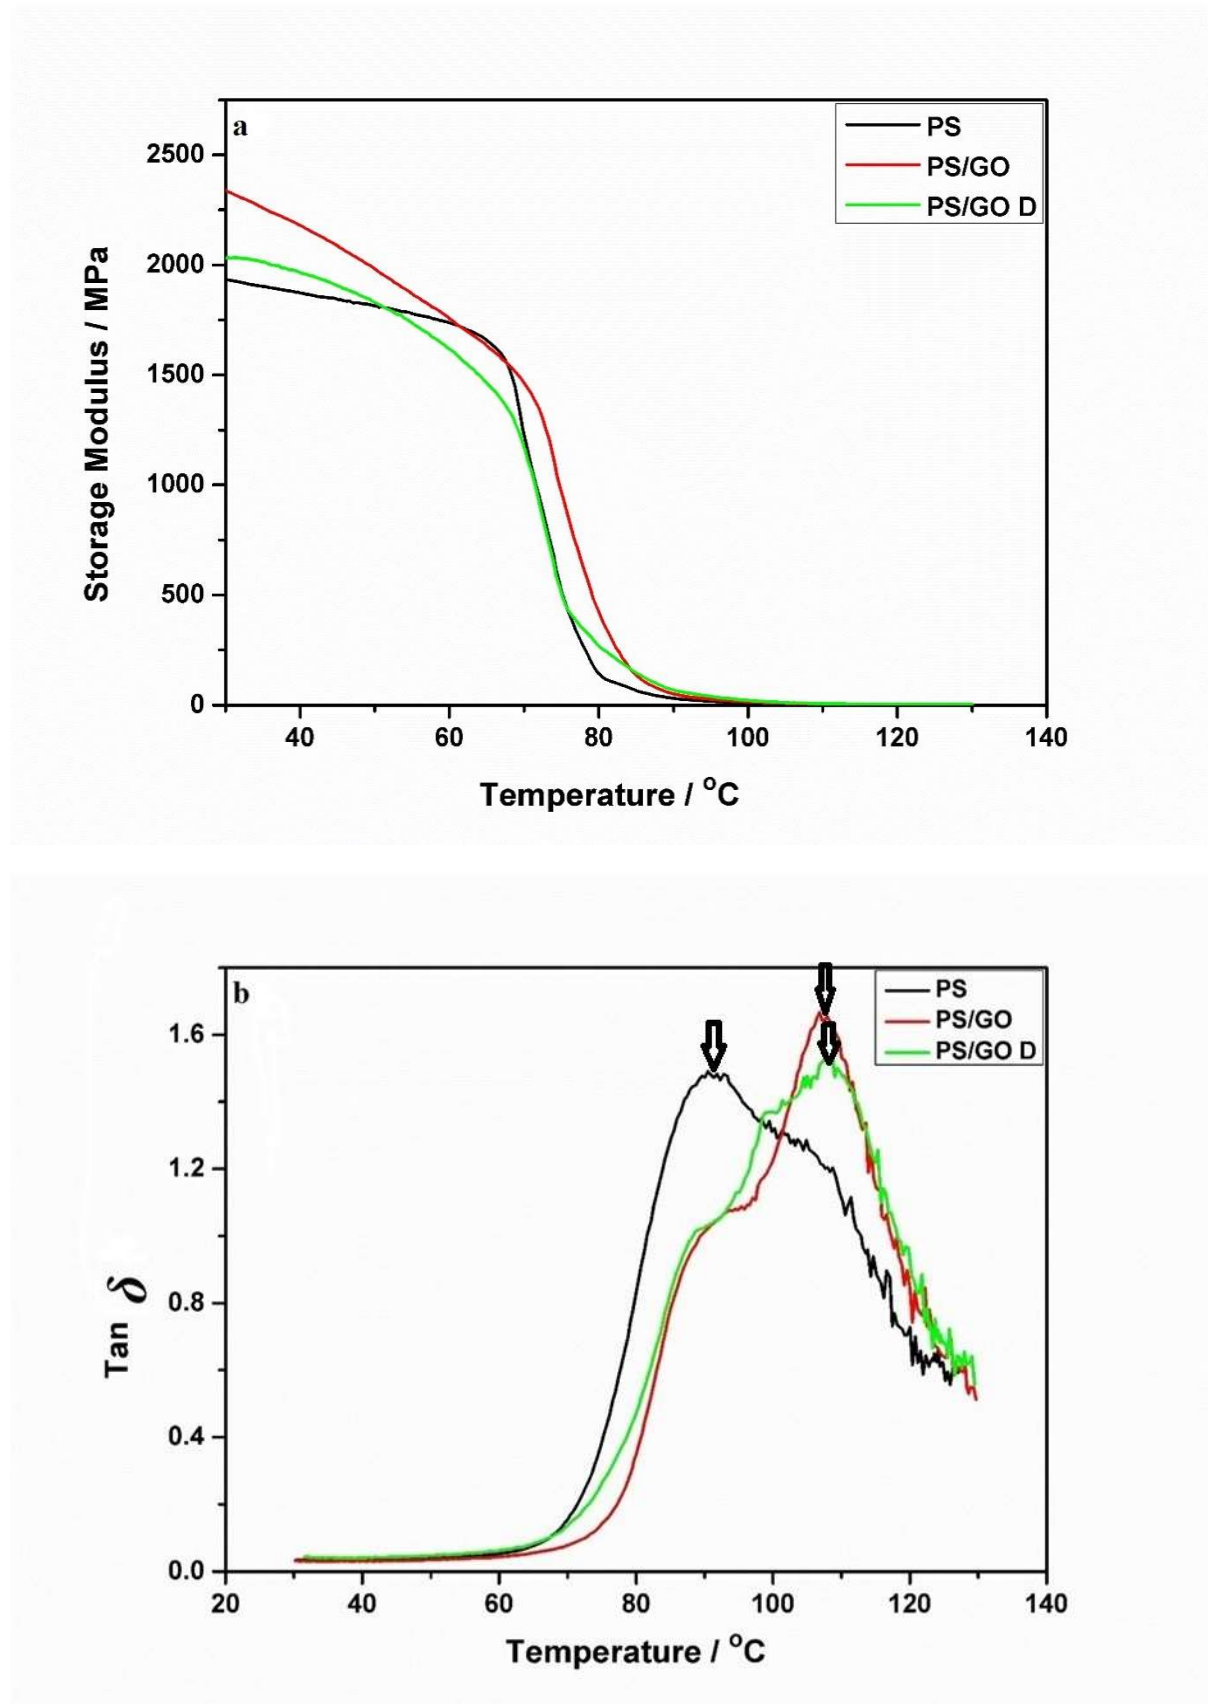 a
PS
PS/GO
PS/GO D
2500
2000
1500
1000
500
0
Storage Modulus / MPa
40 60 80 100 120 140
Temperature / °C
b
PS
PS/GO
PS/GO D
1.6
1.2
0.8
0.4
0.0
Tan δ
20 40 60 80 100 120 140
Temperature / °C